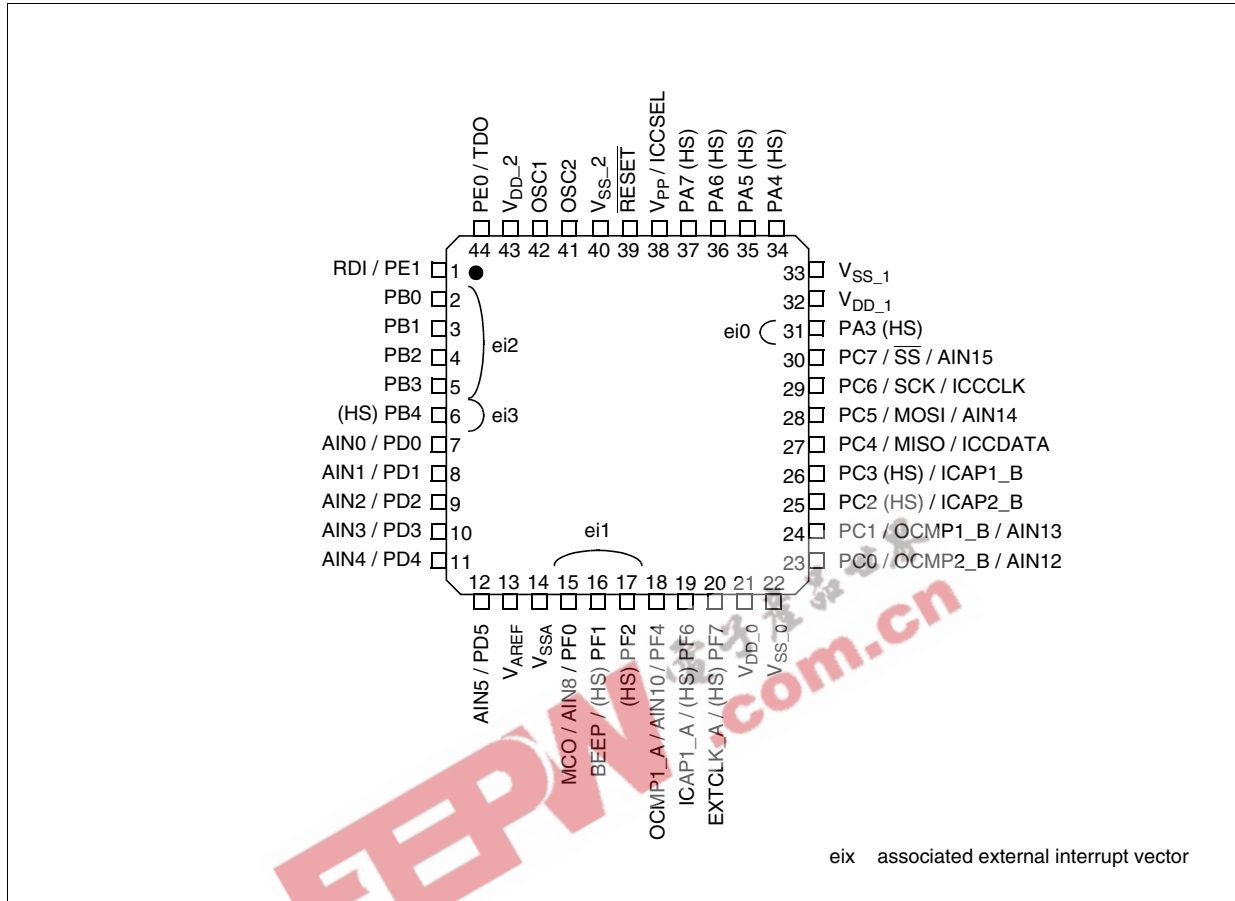 PE0 / TDO
VDD_2
OSC1
OSC2
VSS_2
RESET
VPP / ICCSEL
PA7 (HS)
PA6 (HS)
PA5 (HS)
PA4 (HS)
44 43 42 41 40 39 38 37 36 35 34
RDI / PE1 1
PB0 2
PB1 3
PB2 4
PB3 5
(HS) PB4 6
AIN0 / PD0 7
AIN1 / PD1 8
AIN2 / PD2 9
AIN3 / PD3 10
AIN4 / PD4 11
ei2
ei3
ei0
ei1
33 VSS_1
32 VDD_1
31 PA3 (HS)
30 PC7 / SS / AIN15
29 PC6 / SCK / ICCCLK
28 PC5 / MOSI / AIN14
27 PC4 / MISO / ICCDATA
26 PC3 (HS) / ICAP1_B
25 PC2 (HS) / ICAP2_B
24 PC1 / OCMP1_B / AIN13
23 PC0 / OCMP2_B / AIN12
12 13 14 15 16 17 18 19 20 21 22
AIN5 / PD5
VAREF
VSSA
MCO / AIN8 / PF0
BEEP / (HS) PF1
(HS) PF2
OCMP1_A / AIN10 / PF4
ICAP1_A / (HS) PF6
EXTCLK_A / (HS) PF7
VDD_0
VSS_0
eix associated external interrupt vector
EEPW
電子產品世界
.com.cn